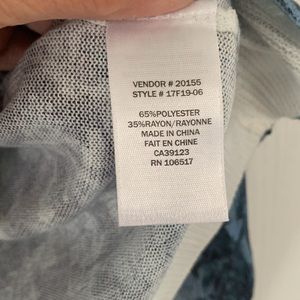 VENDOR # 20155
STYLE # 17F19-06
65%POLYESTER
35%RAYON/RAYONNE
MADE IN CHINA
FAIT EN CHINE
CA39123
RN 106517